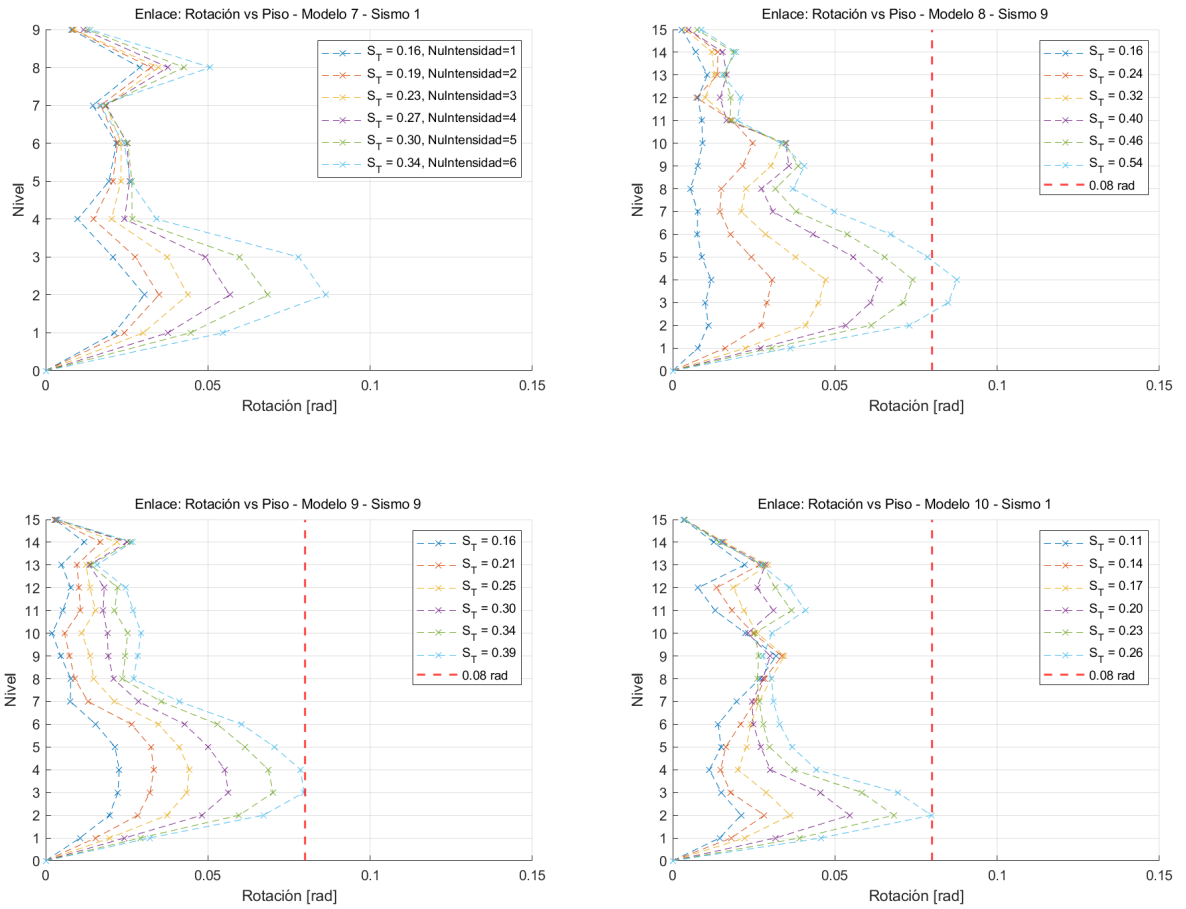 Enlace: Rotación vs Piso - Modelo 7 - Sismo 1
9
8
7
6
5
4
3
2
1
0
Nivel
0
0.05
0.1
0.15
Rotación [rad]
S_T = 0.16, NuIntensidad=1
S_T = 0.19, NuIntensidad=2
S_T = 0.23, NuIntensidad=3
S_T = 0.27, NuIntensidad=4
S_T = 0.30, NuIntensidad=5
S_T = 0.34, NuIntensidad=6
Enlace: Rotación vs Piso - Modelo 8 - Sismo 9
15
14
13
12
11
10
9
8
7
6
5
4
3
2
1
0
Nivel
0
0.05
0.1
0.15
Rotación [rad]
S_T = 0.16
S_T = 0.24
S_T = 0.32
S_T = 0.40
S_T = 0.46
S_T = 0.54
0.08 rad
Enlace: Rotación vs Piso - Modelo 9 - Sismo 9
15
14
13
12
11
10
9
8
7
6
5
4
3
2
1
0
Nivel
0
0.05
0.1
0.15
Rotación [rad]
S_T = 0.16
S_T = 0.21
S_T = 0.25
S_T = 0.30
S_T = 0.34
S_T = 0.39
0.08 rad
Enlace: Rotación vs Piso - Modelo 10 - Sismo 1
15
14
13
12
11
10
9
8
7
6
5
4
3
2
1
0
Nivel
0
0.05
0.1
0.15
Rotación [rad]
S_T = 0.11
S_T = 0.14
S_T = 0.17
S_T = 0.20
S_T = 0.23
S_T = 0.26
0.08 rad